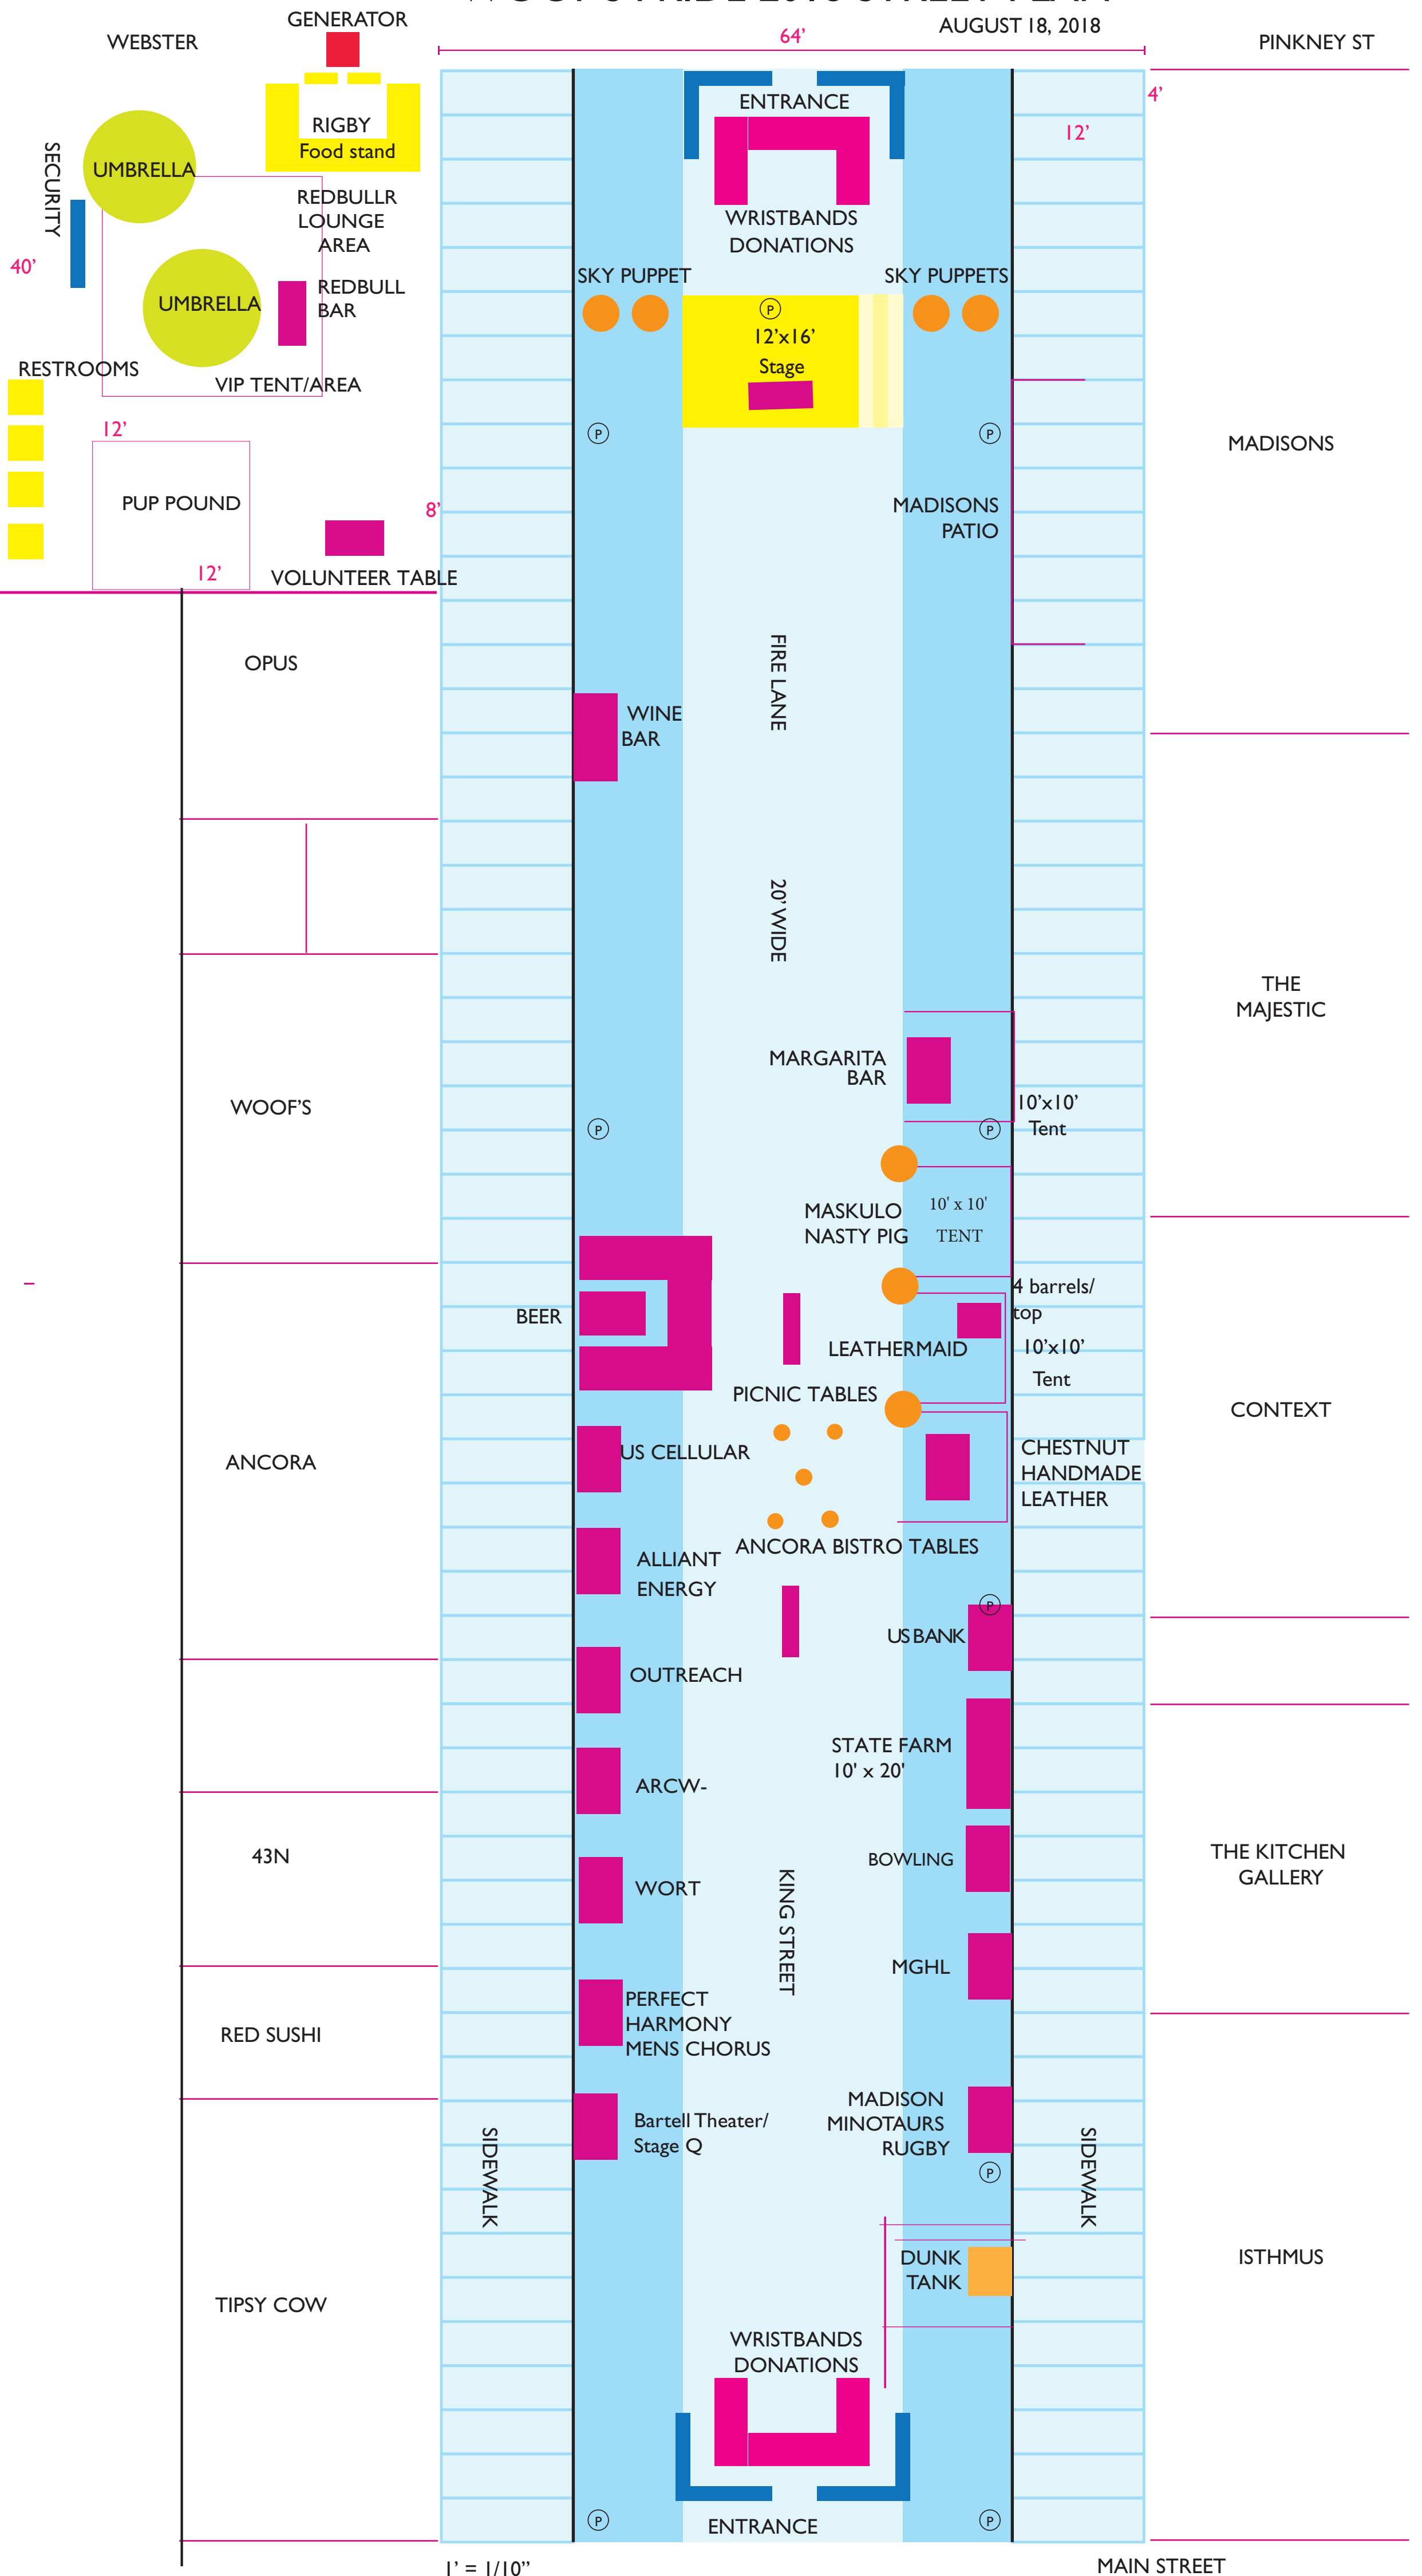 AUGUST 18, 2018
GENERATOR
WEBSTER
64'
PINKNEY ST
4'
12'
ENTRANCE
RIGBY
Food stand
SECURITY
UMBRELLA
REDBULLR
LOUNGE
AREA
WRISTBANDS
DONATIONS
40'
SKY PUPPET
SKY PUPPETS
REDBULL
BAR
UMBRELLA
P
12'x16'
Stage
RESTROOMS
VIP TENT/AREA
12'
P
P
MADISONS
PUP POUND
8'
MADISONS
PATIO
12'
VOLUNTEER TABLE
OPUS
FIRE LANE
WINE
BAR
20' WIDE
THE
MAJESTIC
MARGARITA
BAR
10'x10'
Tent
WOOF'S
P
P
MASKULO
NASTY PIG
10' x 10'
TENT
4 barrels/
top
BEER
LEATHERMAID
10'x10'
Tent
PICNIC TABLES
CONTEXT
ANCORA
US CELLULAR
CHESTNUT
HANDMADE
LEATHER
ANCORA BISTRO TABLES
ALLIANT
ENERGY
P
US BANK
OUTREACH
STATE FARM
10' x 20'
ARCW-
43N
BOWLING
THE KITCHEN
GALLERY
WORT
KING STREET
MGHL
PERFECT
HARMONY
MENS CHORUS
RED SUSHI
MADISON
MINOTAURS
RUGBY
Bartell Theater/
Stage Q
SIDEWALK
SIDEWALK
P
DUNK
TANK
ISTHMUS
TIPSY COW
WRISTBANDS
DONATIONS
P
P
ENTRANCE
1' = 1/10"
MAIN STREET